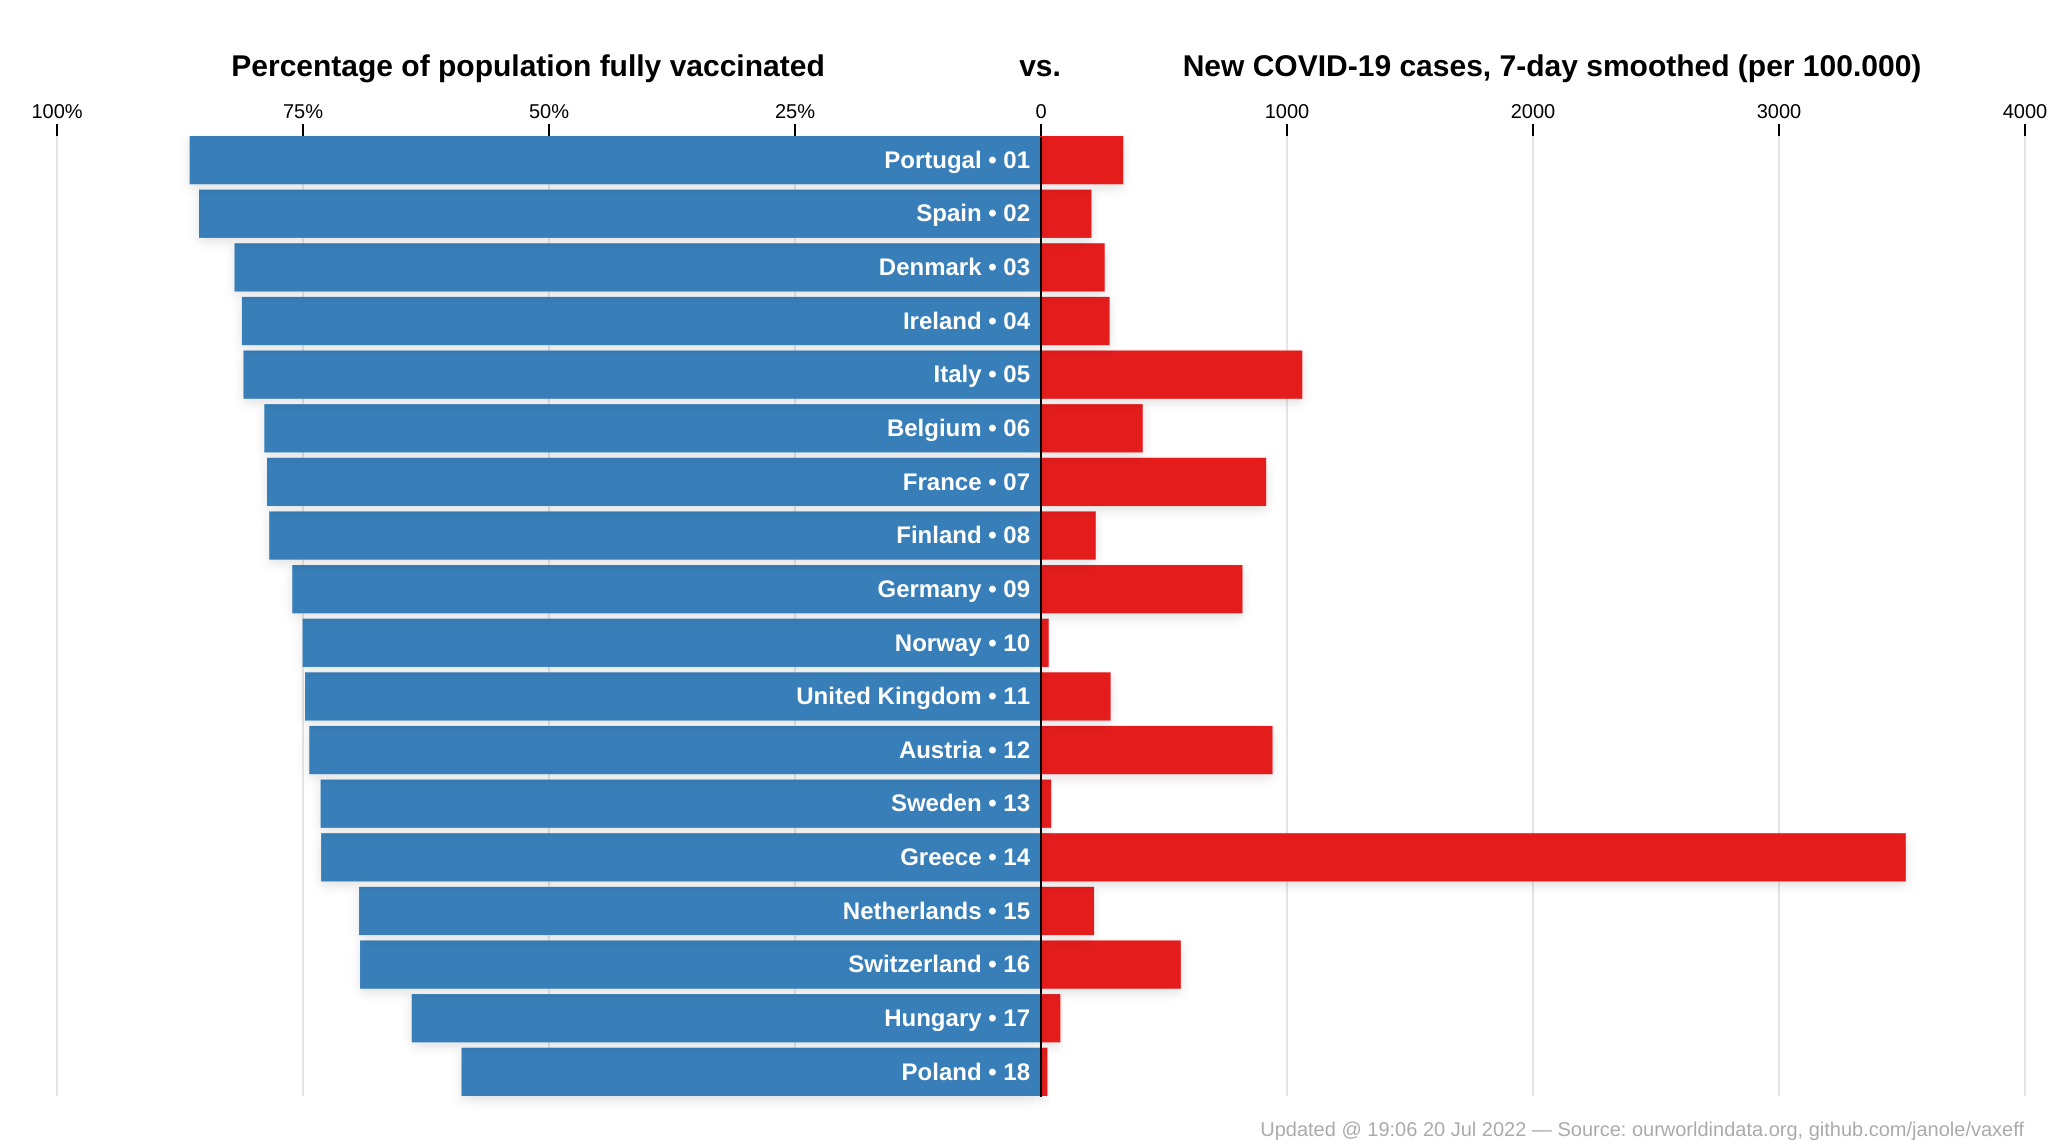 Percentage of population fully vaccinated vs. New COVID-19 cases, 7-day smoothed (per 100.000)
100% 75% 50% 25% 0 1000 2000 3000 4000
Portugal • 01
Spain • 02
Denmark • 03
Ireland • 04
Italy • 05
Belgium • 06
France • 07
Finland • 08
Germany • 09
Norway • 10
United Kingdom • 11
Austria • 12
Sweden • 13
Greece • 14
Netherlands • 15
Switzerland • 16
Hungary • 17
Poland • 18
Updated @ 19:06 20 Jul 2022 — Source: ourworldindata.org, github.com/janole/vaxeff